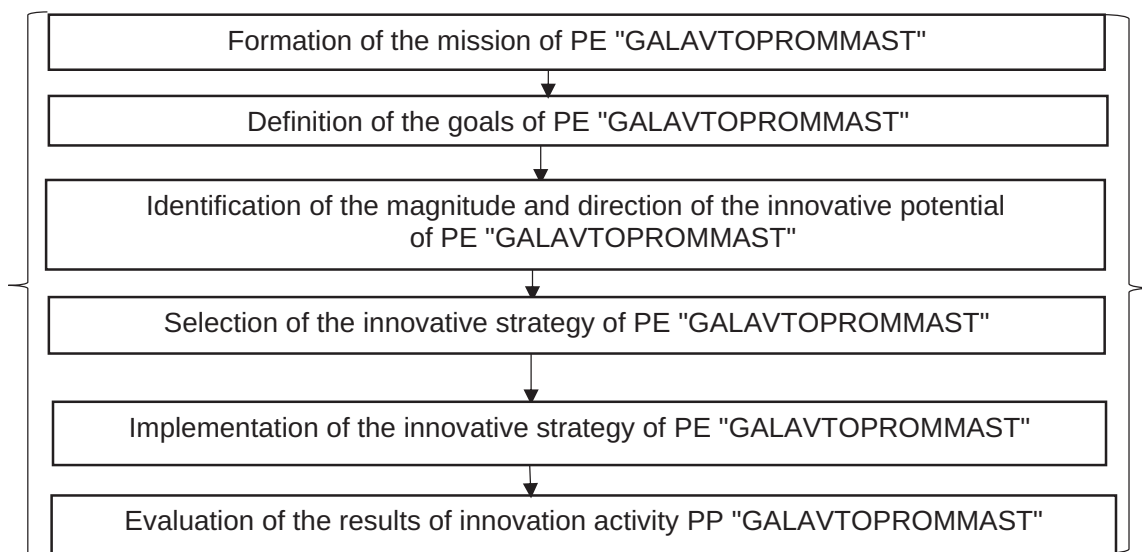 Formation of the mission of PE "GALAVTOPROMMAST"
Definition of the goals of PE "GALAVTOPROMMAST"
Identification of the magnitude and direction of the innovative potential
of PE "GALAVTOPROMMAST"
Selection of the innovative strategy of PE "GALAVTOPROMMAST"
Implementation of the innovative strategy of PE "GALAVTOPROMMAST"
Evaluation of the results of innovation activity PP "GALAVTOPROMMAST"